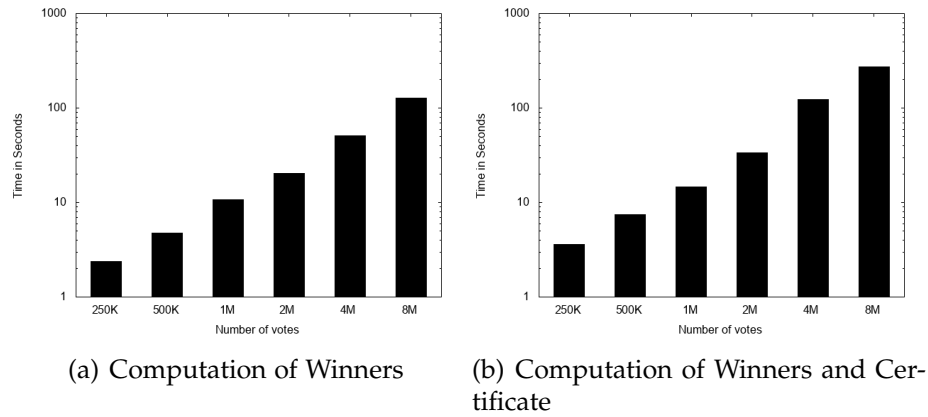 1000
100
10
1
Time in Seconds
250K 500K 1M 2M 4M 8M
Number of votes
(a) Computation of Winners
1000
100
10
1
Time in Seconds
250K 500K 1M 2M 4M 8M
Number of votes
(b) Computation of Winners and Cer-
tificate